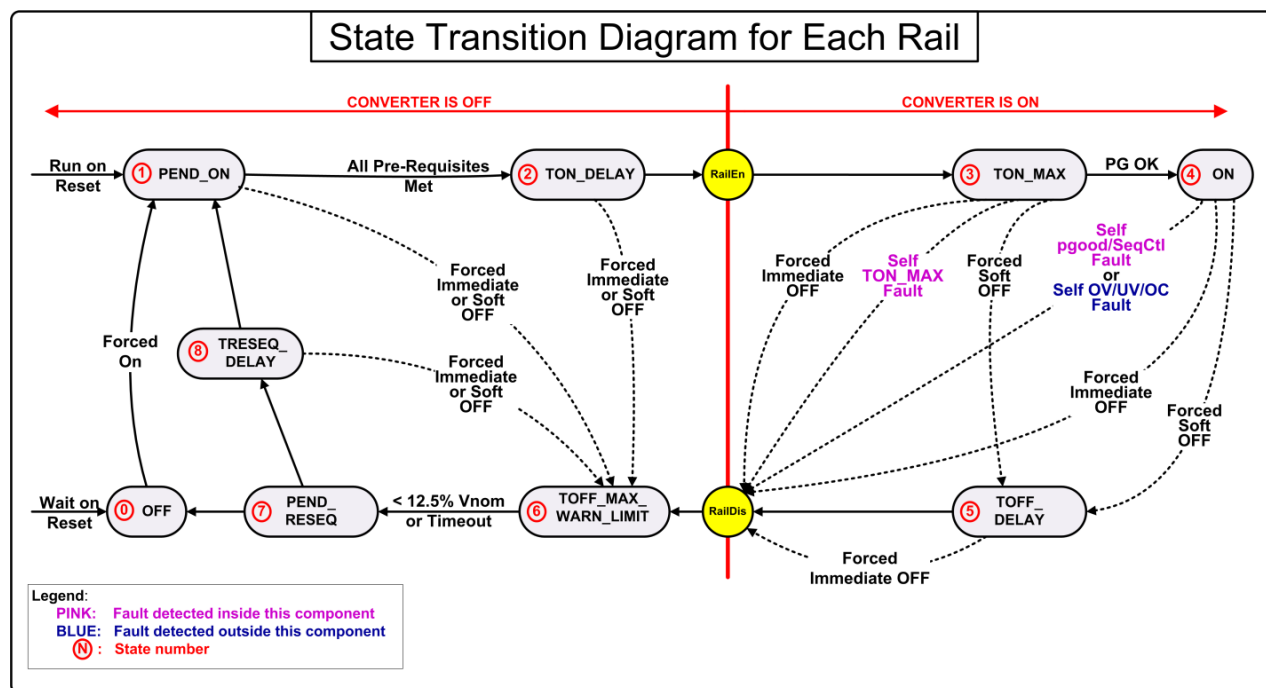 State Transition Diagram for Each Rail
CONVERTER IS OFF
CONVERTER IS ON
Run on
Reset
1 PEND_ON
All Pre-Requisites
Met
2 TON_DELAY
RailEn
3 TON_MAX
PG OK
4 ON
Forced
Immediate
or Soft
OFF
Forced
Immediate
or Soft
OFF
Forced
Immediate
OFF
Self
TON_MAX
Fault
Forced
Soft
OFF
Self
pgood/SeqCtl
Fault
or
Self OV/UV/OC
Fault
Forced
On
8 TRESEQ_
DELAY
Forced
Immediate
or Soft
OFF
Forced
Immediate
OFF
Forced
Soft
OFF
Wait on
Reset
0 OFF
7 PEND_
RESEQ
< 12.5% Vnom
or Timeout
6 TOFF_MAX_
WARN_LIMIT
RailDis
5 TOFF_
DELAY
Forced
Immediate OFF
Legend:
PINK: Fault detected inside this component
BLUE: Fault detected outside this component
N : State number